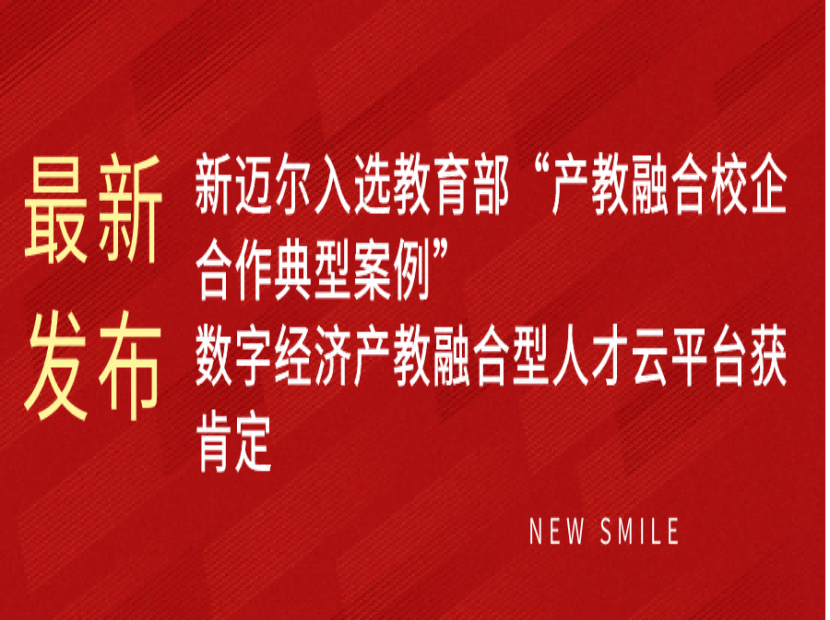 最新
发布
新迈尔入选教育部“产教融合校企
合作典型案例”
数字经济产教融合型人才云平台获
肯定
NEW SMILE